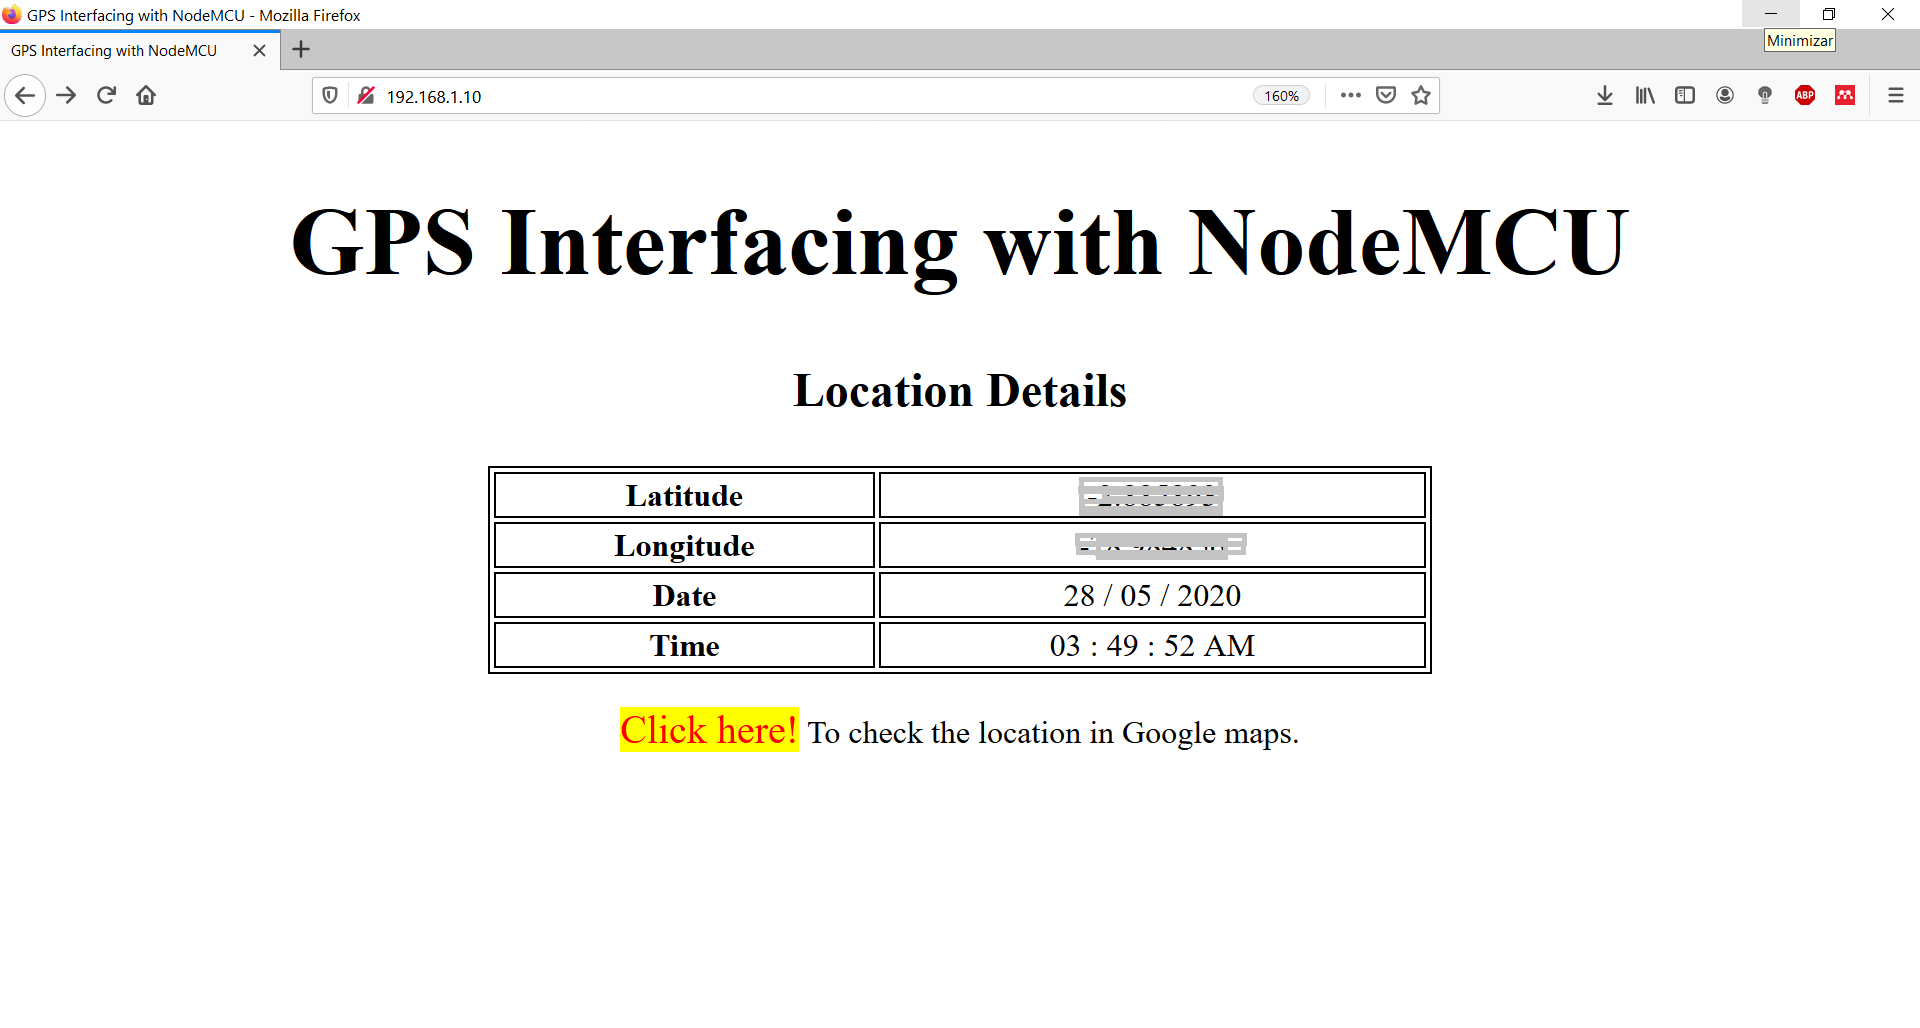 GPS Interfacing with NodeMCU - Mozilla Firefox
Minimizar
GPS Interfacing with NodeMCU
192.168.1.10 160%
ABP
GPS Interfacing with NodeMCU
Location Details
Latitude
Longitude
Date 28 / 05 / 2020
Time 03 : 49 : 52 AM
Click here! To check the location in Google maps.